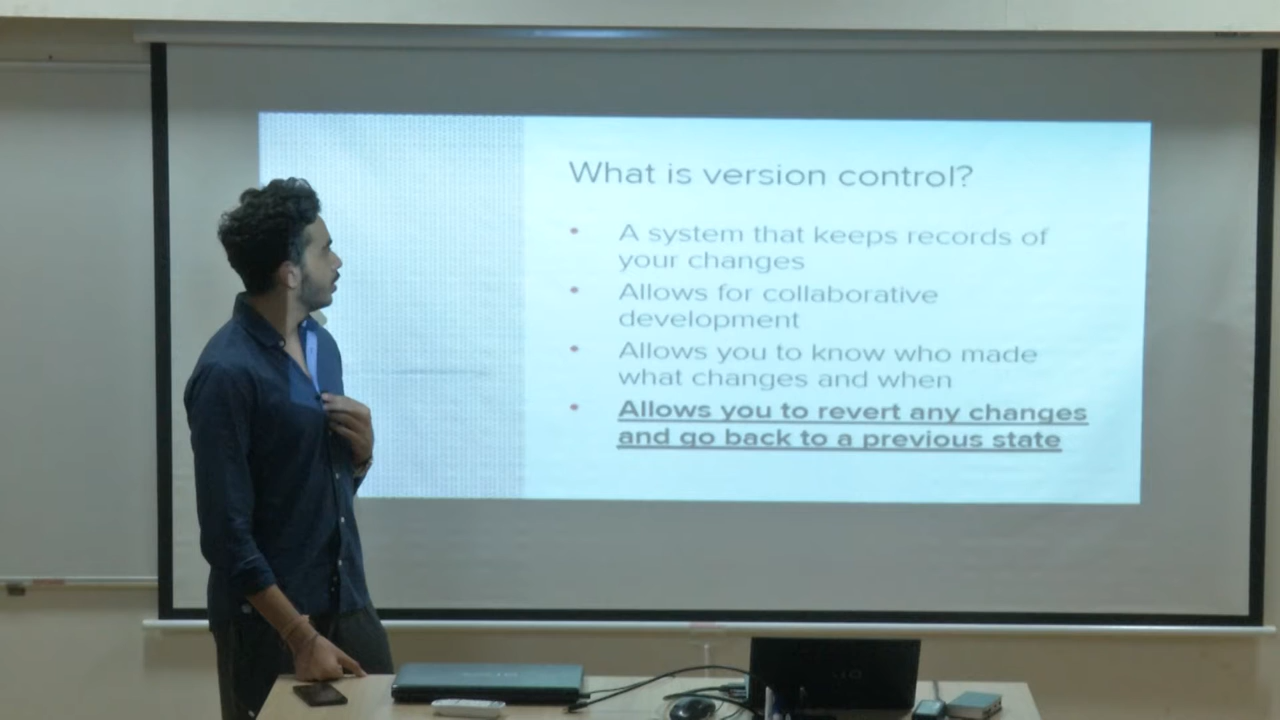 What is version control?
• A system that keeps records of
your changes
• Allows for collaborative
development
• Allows you to know who made
what changes and when
• Allows you to revert any changes
and go back to a previous state